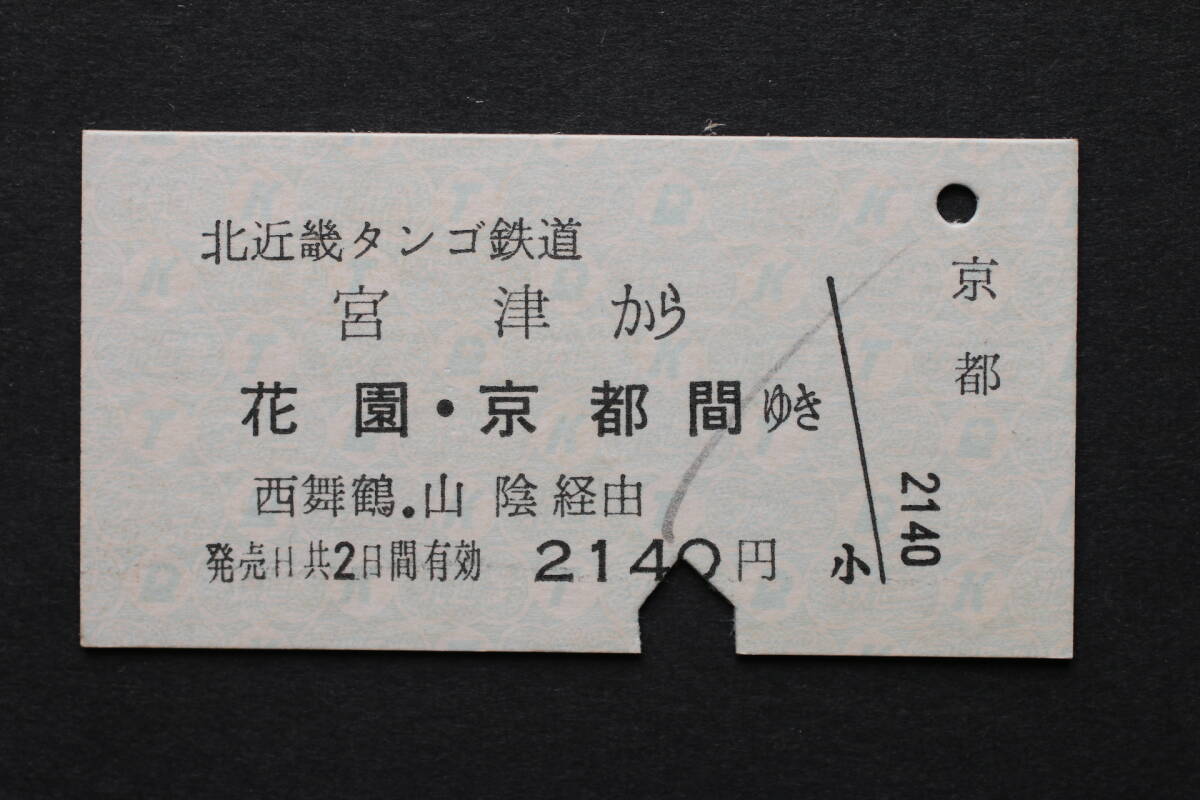 北近畿タンゴ鉄道
宮津から
花園・京都間ゆき
西舞鶴.山陰経由
発売日共2日間有効 2140円 小
京都
2140